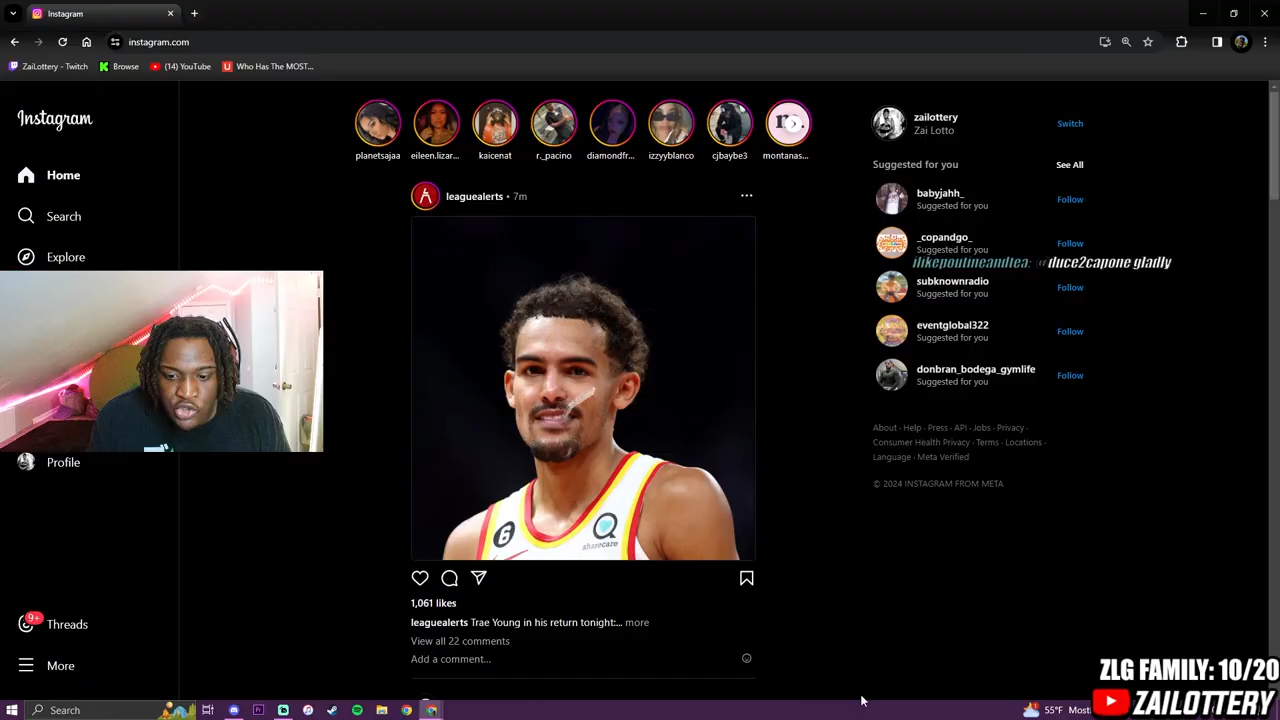 Instagram
instagram.com
ZaiLottery - Twitch
Browse
(14) YouTube
Who Has The MOST...
Instagram
Home
Search
Explore
Profile
9+
Threads
More
planetsajaa
eileen.lizar...
kaicenat
r._pacino
diamondfr...
izzyyblanco
cjbaybe3
montanas...
leaguealerts • 7m
6
sharecare
1,061 likes
leaguealerts Trae Young in his return tonight:... more
View all 22 comments
Add a comment...
zailottery
Zai Lotto
Switch
Suggested for you
See All
babyjahh_
Suggested for you
Follow
_copandgo_
Suggested for you
Follow
ilikepoutineandtea: @duce2capone gladly
subknownradio
Suggested for you
Follow
eventglobal322
Suggested for you
Follow
donbran_bodega_gymlife
Suggested for you
Follow
About · Help · Press · API · Jobs · Privacy ·
Consumer Health Privacy · Terms · Locations ·
Language · Meta Verified
© 2024 INSTAGRAM FROM META
ZLG FAMILY: 10/20
ZAILOTTERY
Search
55°F